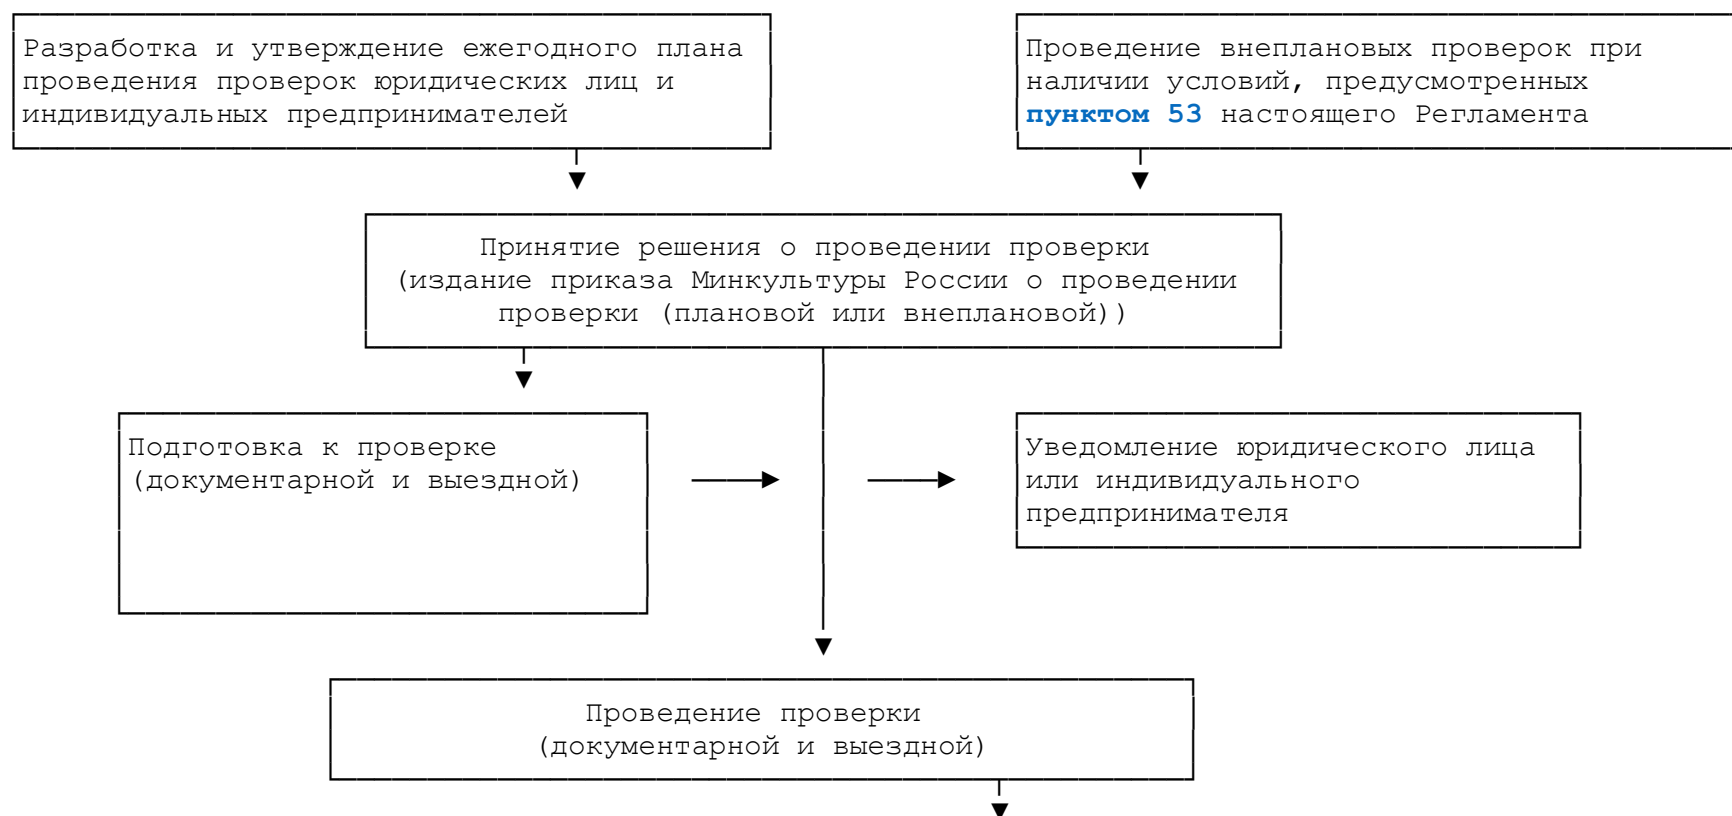 Разработка и утверждение ежегодного плана
проведения проверок юридических лиц и
индивидуальных предпринимателей
Проведение внеплановых проверок при
наличии условий, предусмотренных
пунктом 53 настоящего Регламента
Принятие решения о проведении проверки
(издание приказа Минкультуры России о проведении
проверки (плановой или внеплановой))
Подготовка к проверке
(документарной и выездной)
Уведомление юридического лица
или индивидуального
предпринимателя
Проведение проверки
(документарной и выездной)